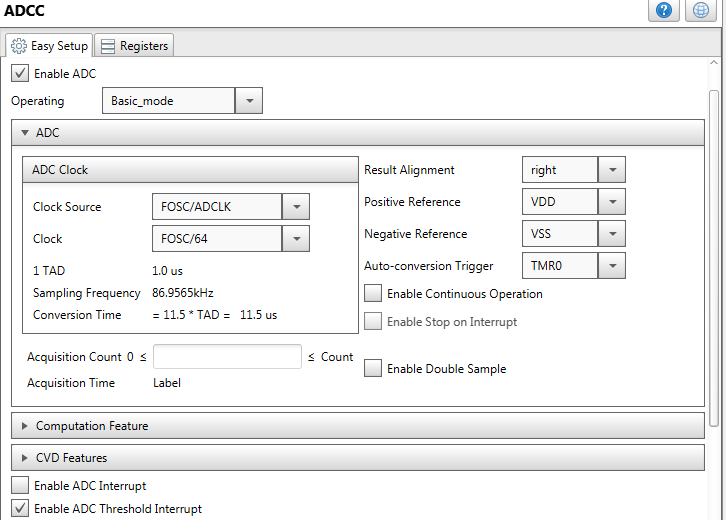 ADCC
Easy Setup Registers
Enable ADC
Operating Basic_mode
ADC
ADC Clock
Clock Source FOSC/ADCLK
Clock FOSC/64
1 TAD 1.0 us
Sampling Frequency 86.9565kHz
Conversion Time = 11.5 * TAD = 11.5 us
Result Alignment right
Positive Reference VDD
Negative Reference VSS
Auto-conversion Trigger TMR0
Enable Continuous Operation
Enable Stop on Interrupt
Acquisition Count 0 ≤ ≤ Count
Acquisition Time Label
Enable Double Sample
Computation Feature
CVD Features
Enable ADC Interrupt
Enable ADC Threshold Interrupt